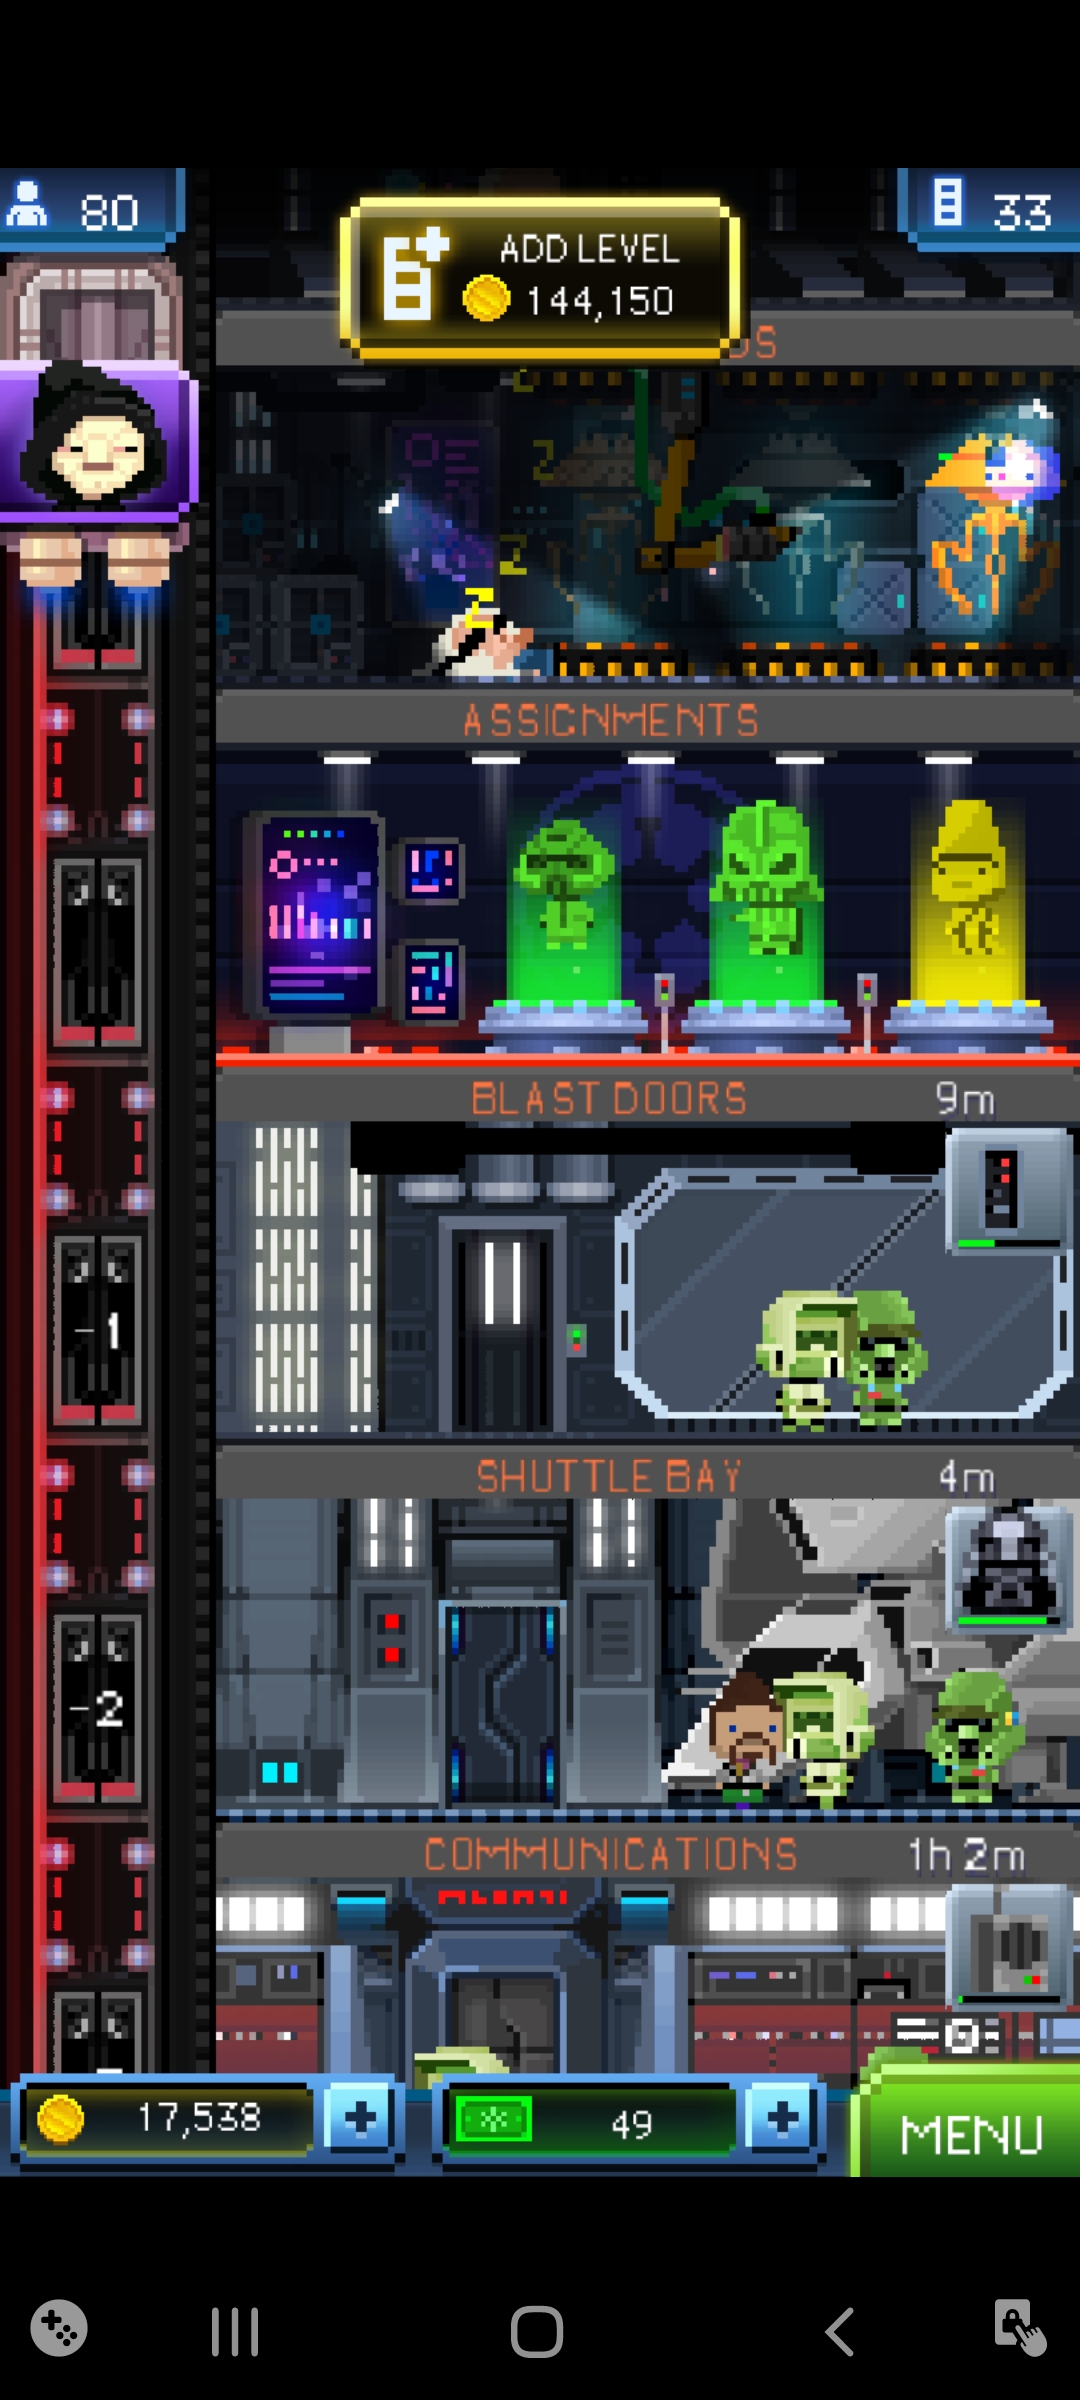 80
ADD LEVEL
144,150
33
ASSIGNMENTS
BLAST DOORS 9m
-1
SHUTTLE BAY 4m
-2
COMMUNICATIONS 1h 2m
17,538
49
MENU